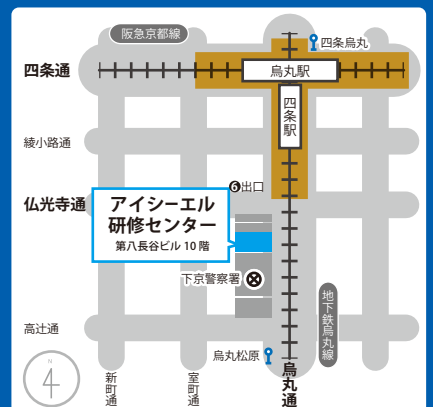 阪急京都線
四条烏丸
四条通
烏丸駅
四条駅
綾小路通
❻出口
仏光寺通
アイシーエル
研修センター
第八長谷ビル 10 階
下京警察署
地下鉄烏丸線
高辻通
烏丸松原
N
新町通
室町通
烏丸通